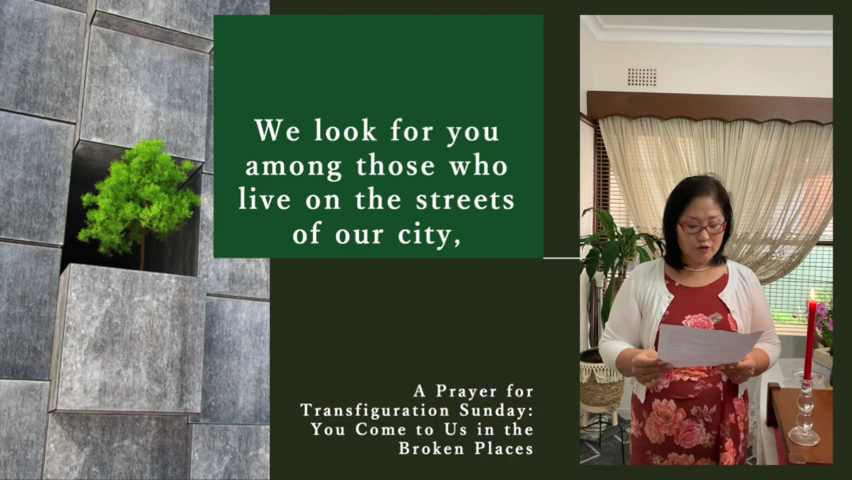 We look for you
among those who
live on the streets
of our city,
A Prayer for
Transfiguration Sunday:
You Come to Us in the
Broken Places